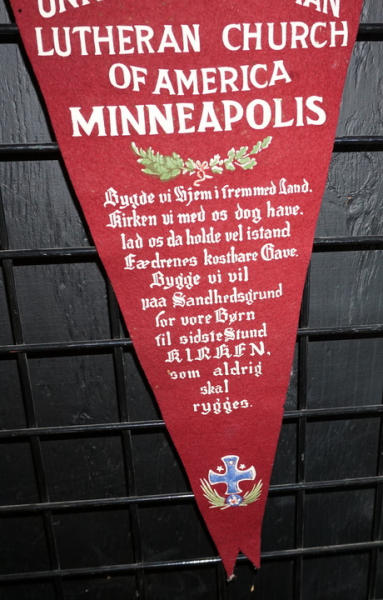 LUTHERAN CHURCH
OF AMERICA
MINNEAPOLIS
Bygde vi Hjem i fremmed Land.
Kirken vi med os dog have.
lad os da holde vel istand
Fædrenes kostbare Gave.
Bygge vi vil
paa Sandhedsgrund
for vore Børn
til sidste Stund
KIRKEN,
som aldrig
skal
rygges.